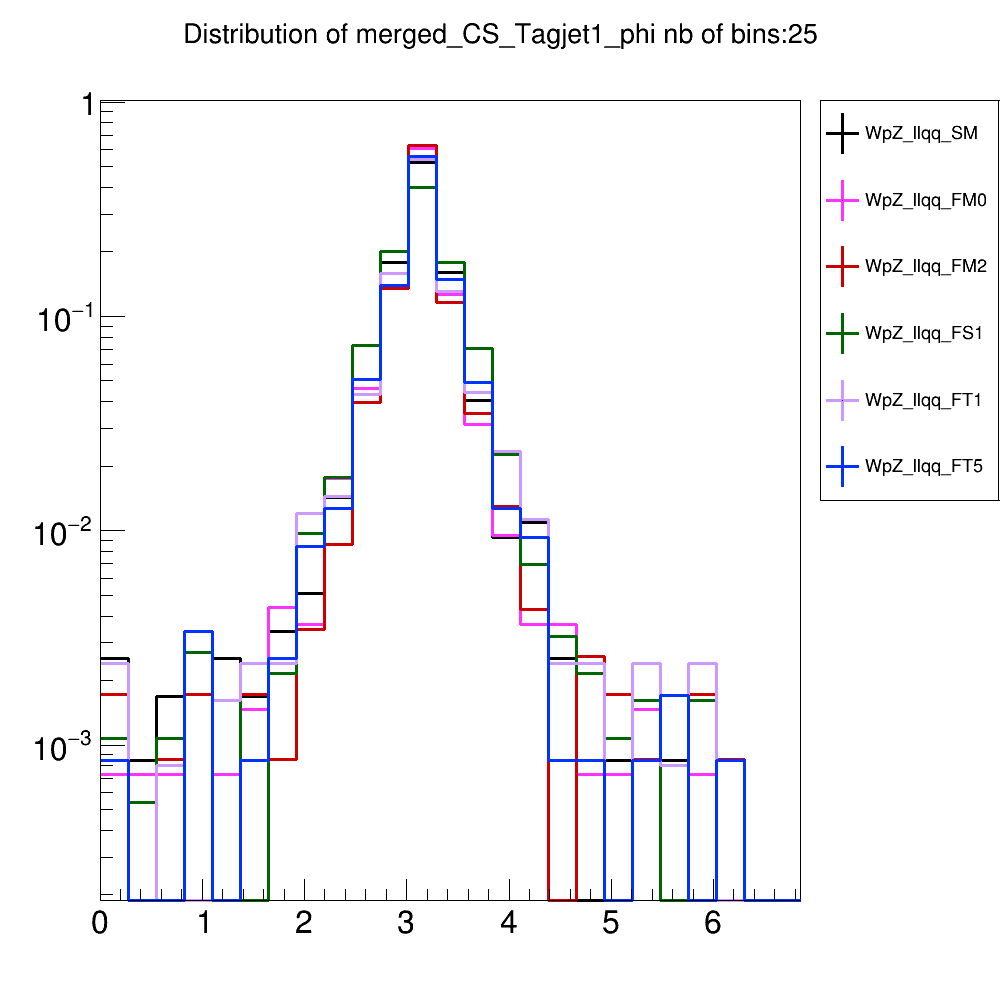 Distribution of merged_CS_Tagjet1_phi nb of bins:25
1
10⁻¹
10⁻²
10⁻³
0 1 2 3 4 5 6
WpZ_llqq_SM
WpZ_llqq_FM0
WpZ_llqq_FM2
WpZ_llqq_FS1
WpZ_llqq_FT1
WpZ_llqq_FT5